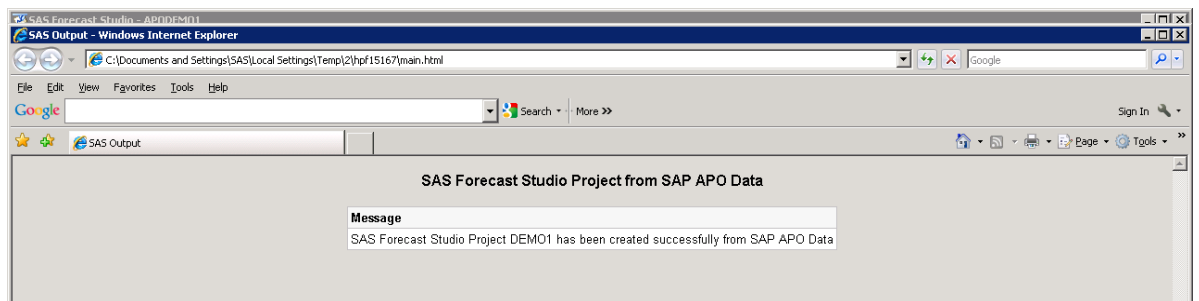 SAS Forecast Studio - APODEMO1
SAS Output - Windows Internet Explorer
C:\Documents and Settings\SAS\Local Settings\Temp\2\hpf15167\main.html
Google
File Edit View Favorites Tools Help
Google Search More >> Sign In
SAS Output Page Tools >>
SAS Forecast Studio Project from SAP APO Data
Message
SAS Forecast Studio Project DEMO1 has been created successfully from SAP APO Data